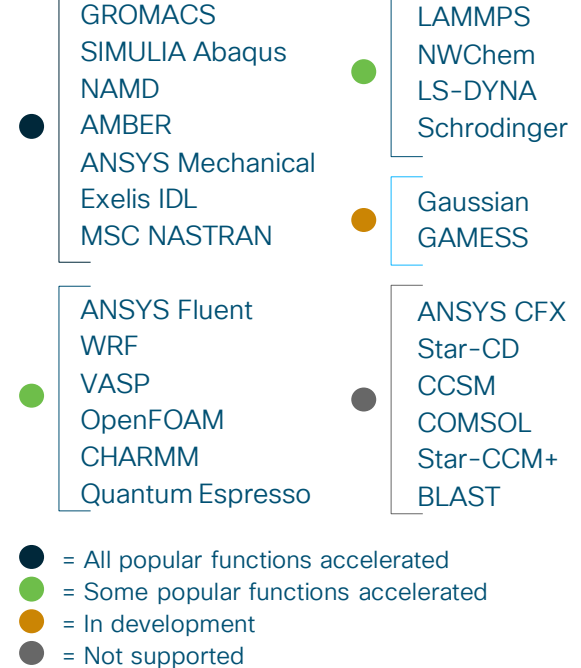 GROMACS
SIMULIA Abaqus
NAMD
AMBER
ANSYS Mechanical
Exelis IDL
MSC NASTRAN
ANSYS Fluent
WRF
VASP
OpenFOAM
CHARMM
Quantum Espresso
LAMMPS
NWChem
LS-DYNA
Schrodinger
Gaussian
GAMESS
ANSYS CFX
Star-CD
CCSM
COMSOL
Star-CCM+
BLAST
= All popular functions accelerated
= Some popular functions accelerated
= In development
= Not supported